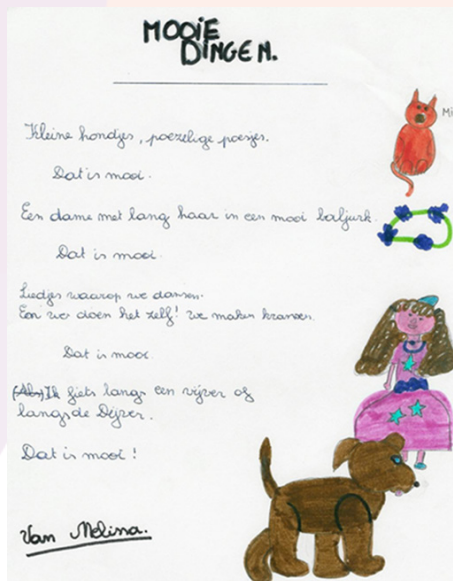 MOOIE
DINGEN.
Kleine hondjes, poezelige poesjes.
Dat is mooi.
Een dame met lang haar in een mooi baljurk.
Dat is mooi.
Liedjes waarop we dansen.
En we doen het zelf! We maken kransen.
Dat is mooi.
Ik fiets langs een vijver of
langs de Dijver.
Dat is mooi!
Van Melina.